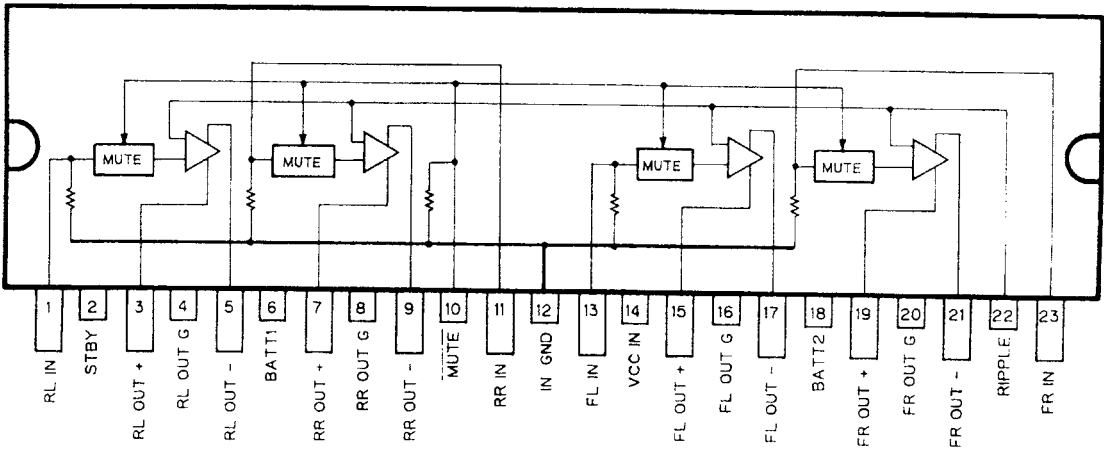 MUTE
MUTE
MUTE
MUTE
1 2 3 4 5 6 7 8 9 10 11 12 13 14 15 16 17 18 19 20 21 22 23
RL IN
STBY
RL OUT +
RL OUT G
RL OUT -
BATT1
RR OUT +
RR OUT G
RR OUT -
MUTE
RR IN
IN GND
FL IN
VCC IN
FL OUT +
FL OUT G
FL OUT -
BATT2
FR OUT +
FR OUT G
FR OUT -
RIPPLE
FR IN